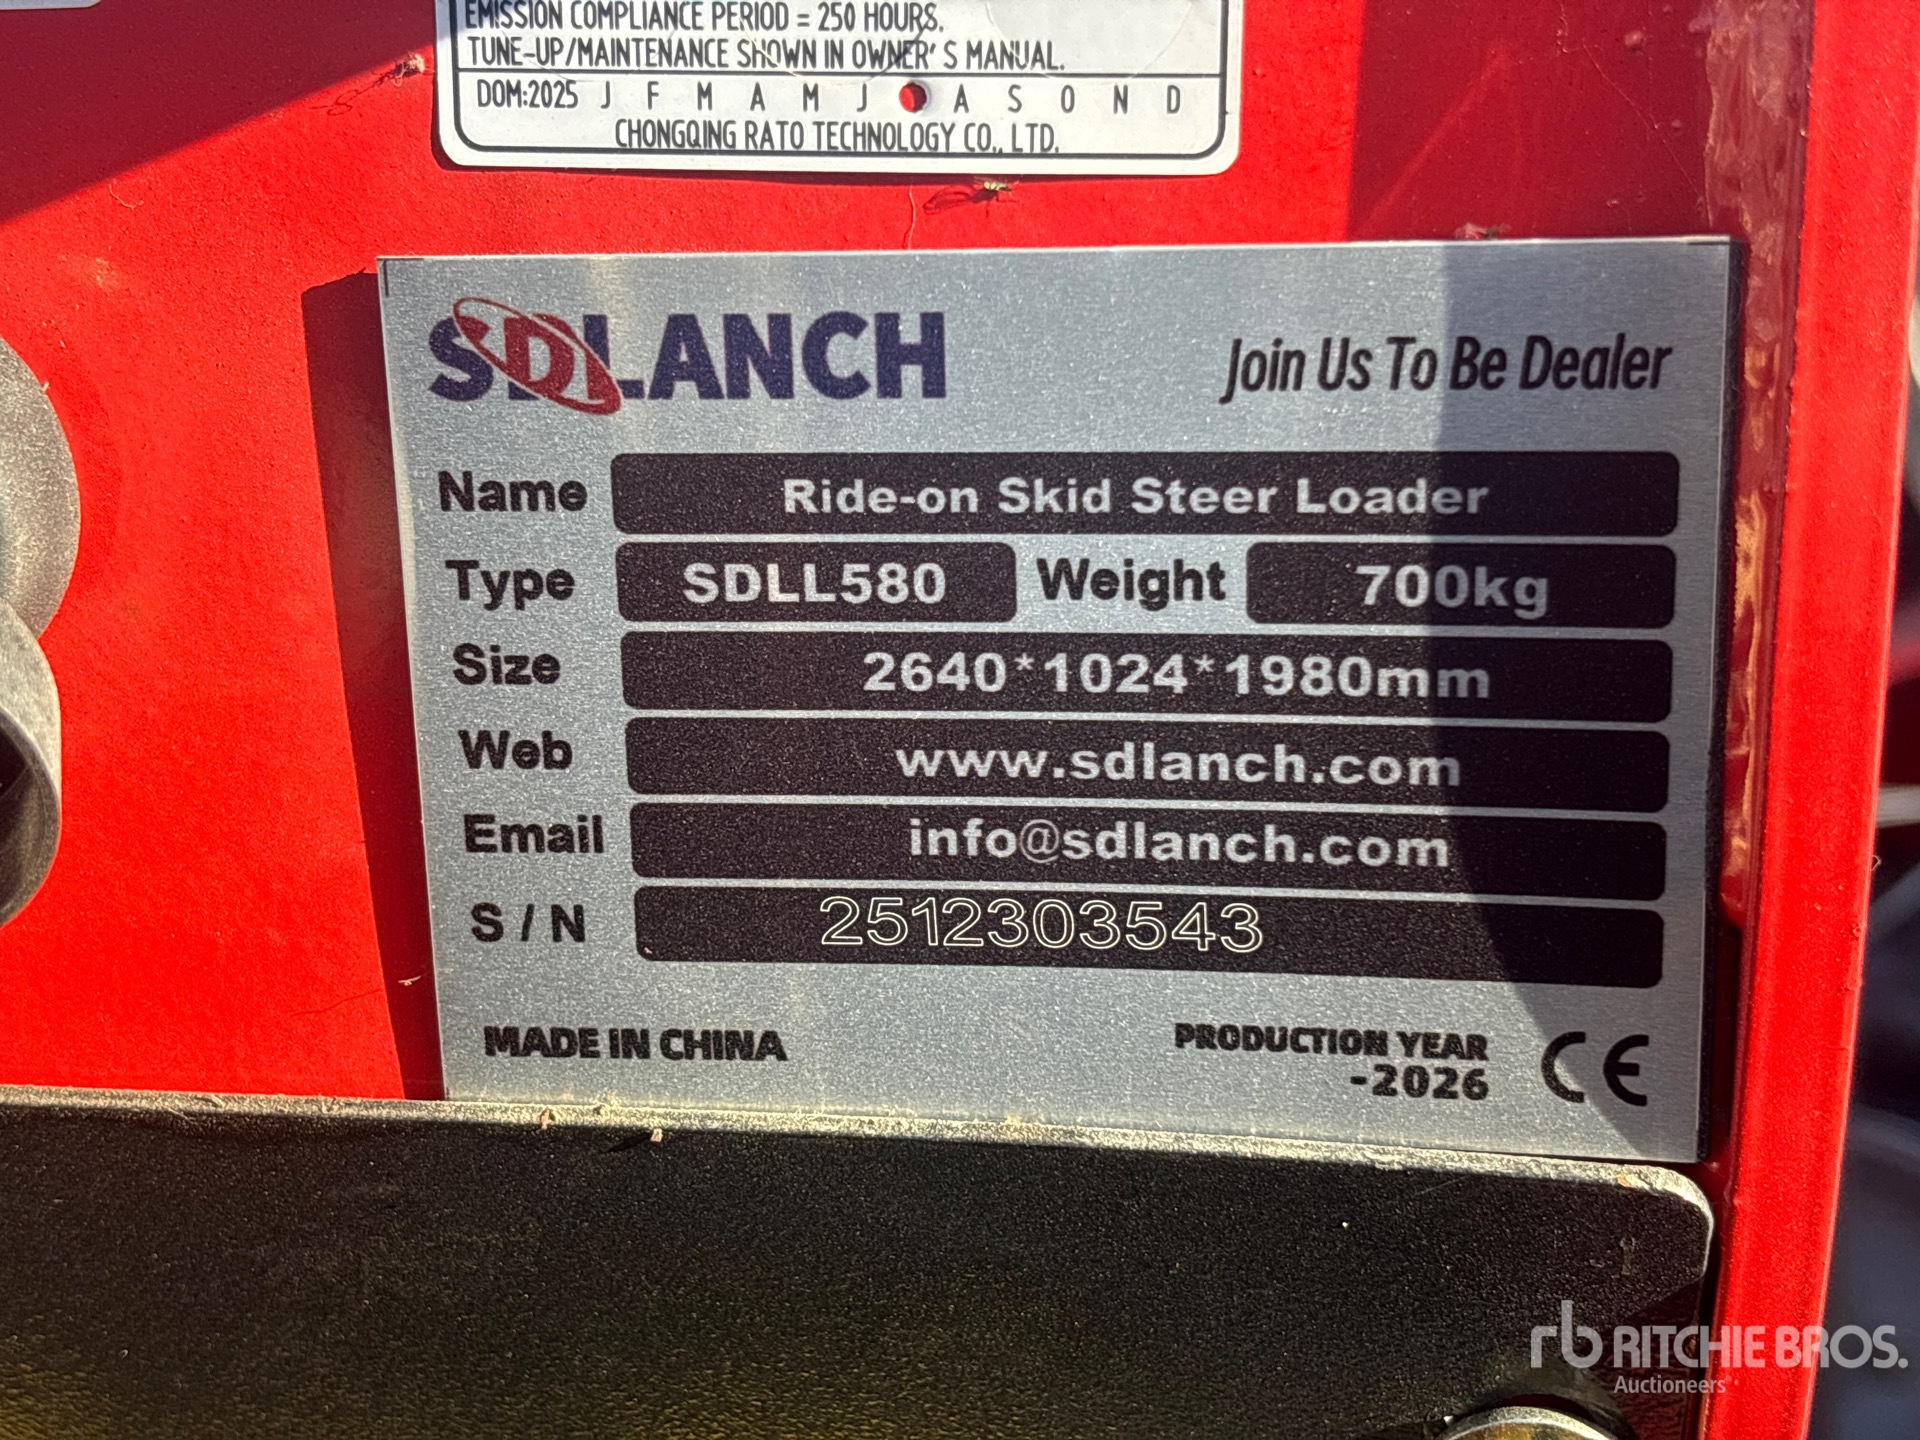 EMISSION COMPLIANCE PERIOD = 250 HOURS.
TUNE-UP/MAINTENANCE SHOWN IN OWNER'S MANUAL.
DOM:2025 J F M A M J A S O N D
CHONGQING RATO TECHNOLOGY CO., LTD.
SDLANCH
Join Us To Be Dealer
Name Ride-on Skid Steer Loader
Type SDLL580 Weight 700kg
Size 2640*1024*1980mm
Web www.sdlanch.com
Email info@sdlanch.com
S/N 2512303543
MADE IN CHINA
PRODUCTION YEAR
-2026
CE
rb RITCHIE BROS.
Auctioneers